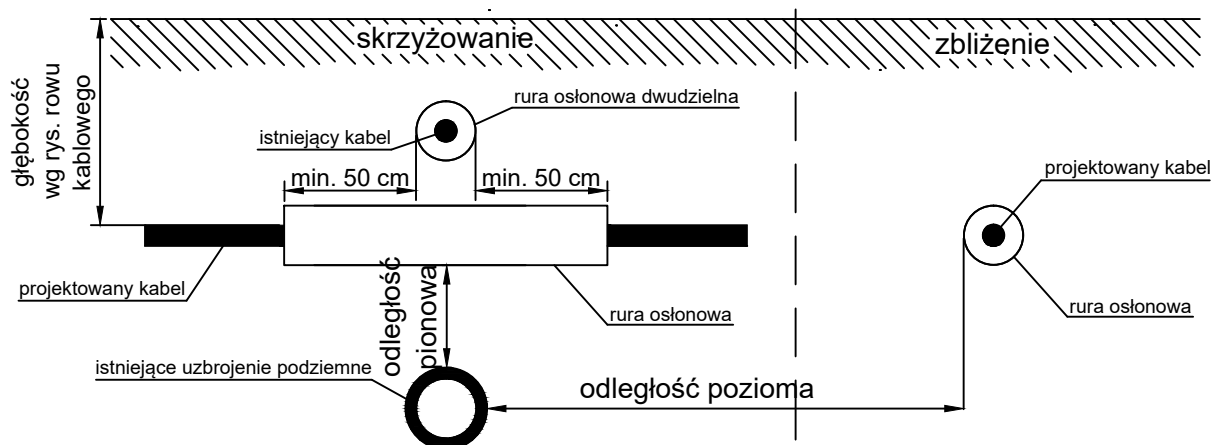 skrzyżowanie
zbliżenie
głębokość
wg rys. rowu
kablowego
rura osłonowa dwudzielna
istniejący kabel
min. 50 cm
min. 50 cm
projektowany kabel
projektowany kabel
rura osłonowa
rura osłonowa
odległość
pionowa
istniejące uzbrojenie podziemne
odległość pozioma